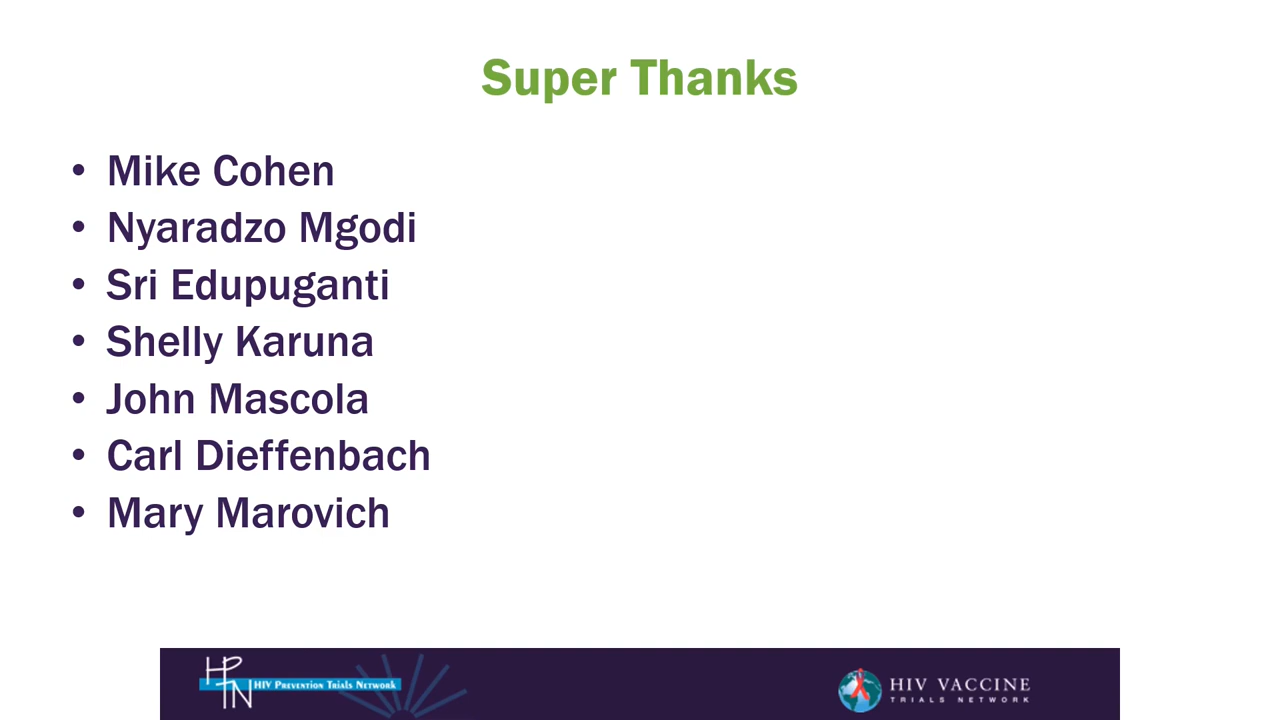 Super Thanks
• Mike Cohen
• Nyaradzo Mgodi
• Sri Edupuganti
• Shelly Karuna
• John Mascola
• Carl Dieffenbach
• Mary Marovich
HPTN HIV Prevention Trials Network
HIV VACCINE
TRIALS NETWORK